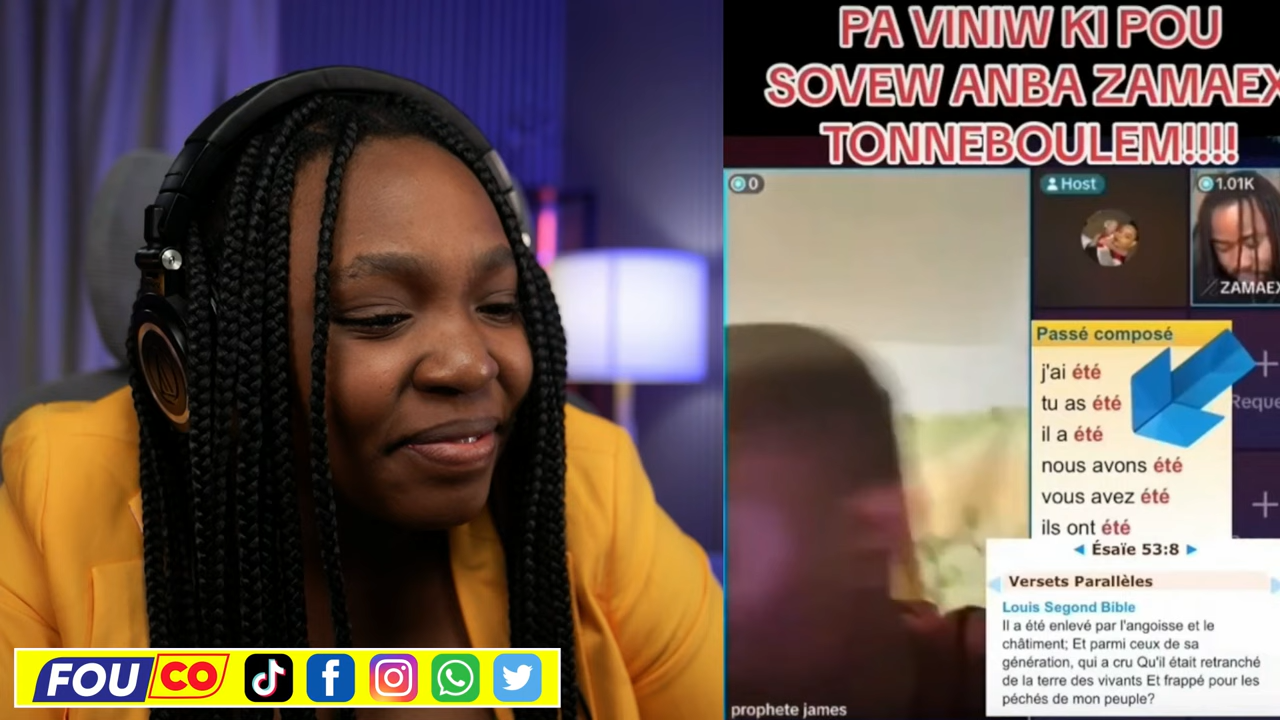 PA VINIW KI POU
SOVEW ANBA ZAMAEX
TONNEBOULEM!!!!
0
Host
1.01K
ZAMAEX
Passé composé
j'ai été
tu as été
il a été
nous avons été
vous avez été
ils ont été
Reque
Ésaïe 53:8
Versets Parallèles
Louis Segond Bible
Il a été enlevé par l'angoisse et le
châtiment; Et parmi ceux de sa
génération, qui a cru Qu'il était retranché
de la terre des vivants Et frappé pour les
péchés de mon peuple?
prophete james
FOUCO